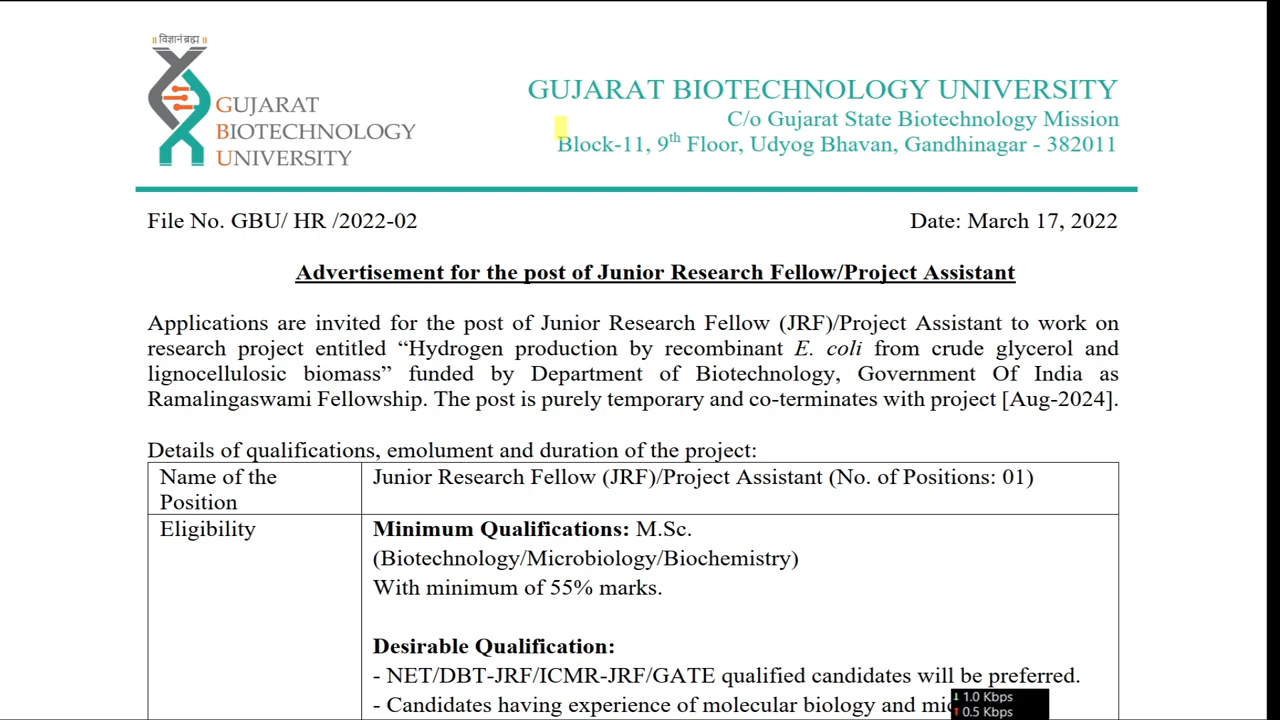 ॥ विज्ञानं ब्रह्म ॥
GUJARAT
BIOTECHNOLOGY
UNIVERSITY
GUJARAT BIOTECHNOLOGY UNIVERSITY
C/o Gujarat State Biotechnology Mission
Block-11, 9th Floor, Udyog Bhavan, Gandhinagar - 382011
File No. GBU/ HR /2022-02
Date: March 17, 2022
Advertisement for the post of Junior Research Fellow/Project Assistant
Applications are invited for the post of Junior Research Fellow (JRF)/Project Assistant to work on
research project entitled “Hydrogen production by recombinant E. coli from crude glycerol and
lignocellulosic biomass” funded by Department of Biotechnology, Government Of India as
Ramalingaswami Fellowship. The post is purely temporary and co-terminates with project [Aug-2024].
Details of qualifications, emolument and duration of the project:
Name of the
Position
Junior Research Fellow (JRF)/Project Assistant (No. of Positions: 01)
Eligibility
Minimum Qualifications: M.Sc.
(Biotechnology/Microbiology/Biochemistry)
With minimum of 55% marks.
Desirable Qualification:
- NET/DBT-JRF/ICMR-JRF/GATE qualified candidates will be preferred.
- Candidates having experience of molecular biology and
↓ 1.0 Kbps
↑ 0.5 Kbps